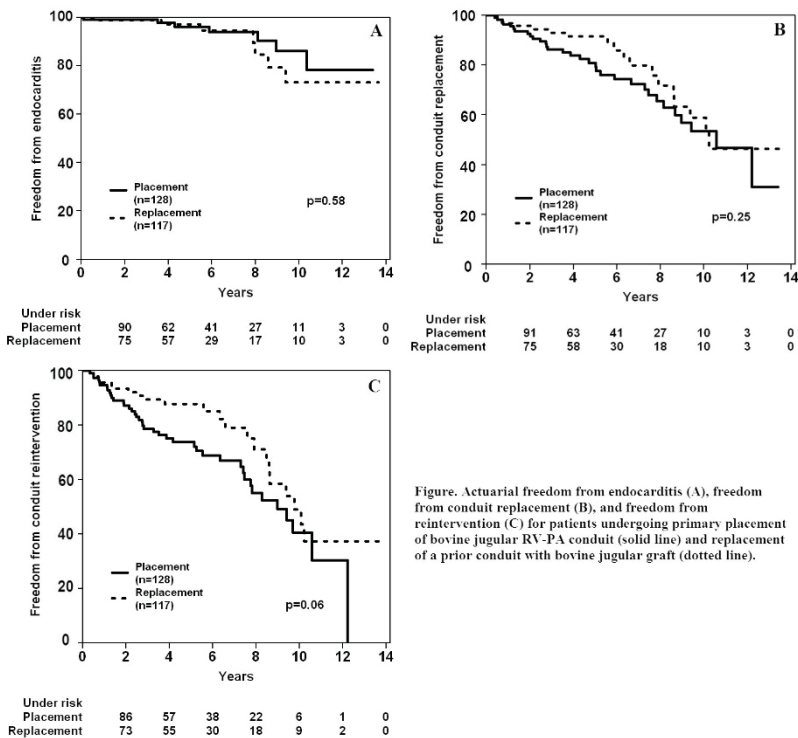 A
Freedom from endocarditis
100
80
60
40
20
0
Placement
(n=128)
Replacement
(n=117)
p=0.58
0 2 4 6 8 10 12 14
Years
Under risk
Placement 90 62 41 27 11 3 0
Replacement 75 57 29 17 10 3 0
B
Freedom from conduit replacement
100
80
60
40
20
0
Placement
(n=128)
Replacement
(n=117)
p=0.25
0 2 4 6 8 10 12 14
Years
Under risk
Placement 91 63 41 27 10 3 0
Replacement 75 58 30 18 10 3 0
C
Freedom from conduit reintervention
100
80
60
40
20
0
Placement
(n=128)
Replacement
(n=117)
p=0.06
0 2 4 6 8 10 12 14
Years
Under risk
Placement 86 57 38 22 6 1 0
Replacement 73 55 30 18 9 2 0
Figure. Actuarial freedom from endocarditis (A), freedom
from conduit replacement (B), and freedom from
reintervention (C) for patients undergoing primary placement
of bovine jugular RV-PA conduit (solid line) and replacement
of a prior conduit with bovine jugular graft (dotted line).